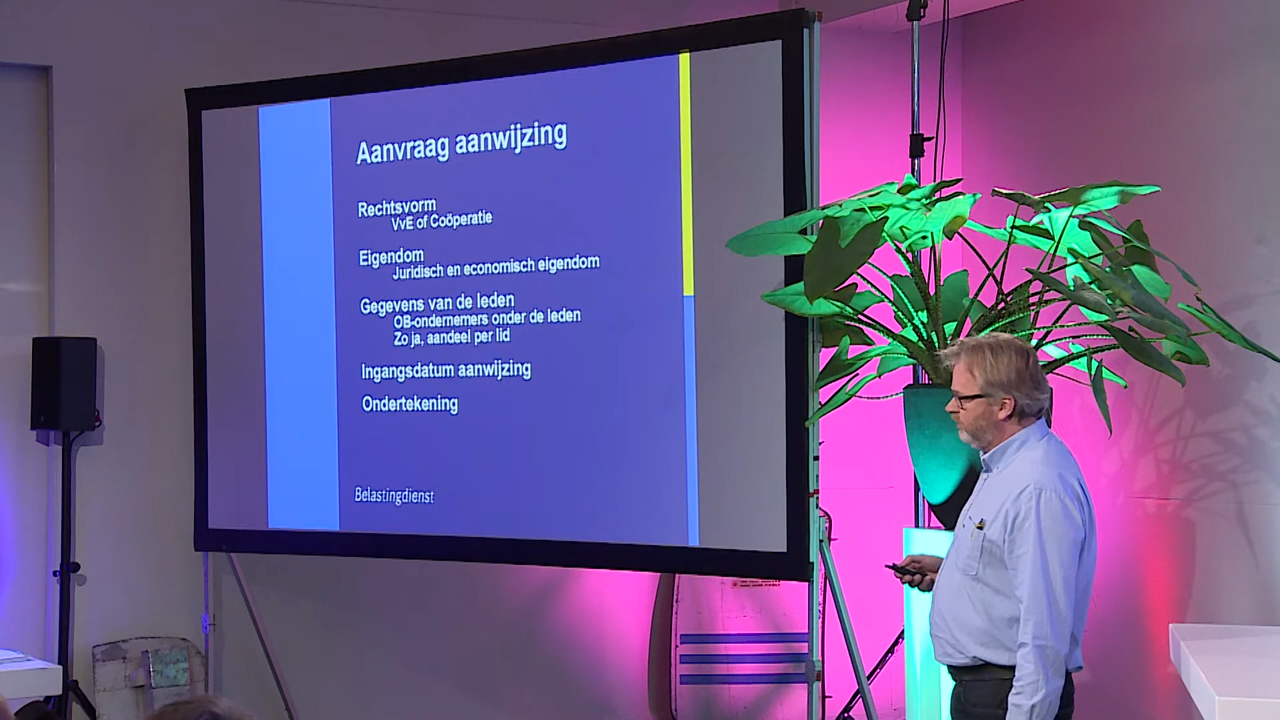 Aanvraag aanwijzing
Rechtsvorm
VvE of Coöperatie
Eigendom
Juridisch en economisch eigendom
Gegevens van de leden
OB-ondernemers onder de leden
Zo ja, aandeel per lid
Ingangsdatum aanwijzing
Ondertekening
Belastingdienst